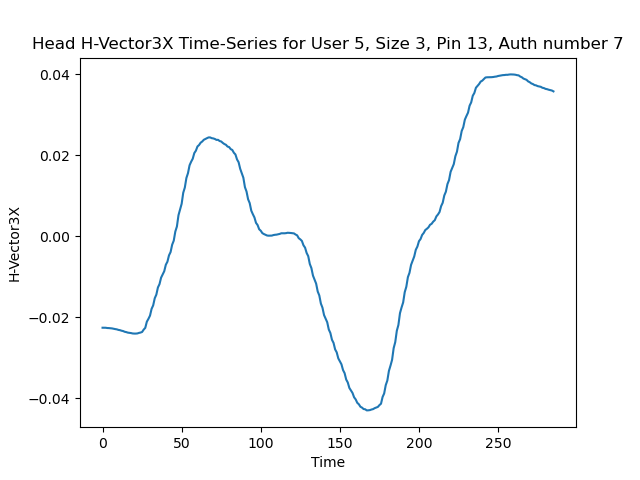 Head H-Vector3X Time-Series for User 5, Size 3, Pin 13, Auth number 7
0.04
0.02
0.00
−0.02
−0.04
H-Vector3X
0 50 100 150 200 250
Time